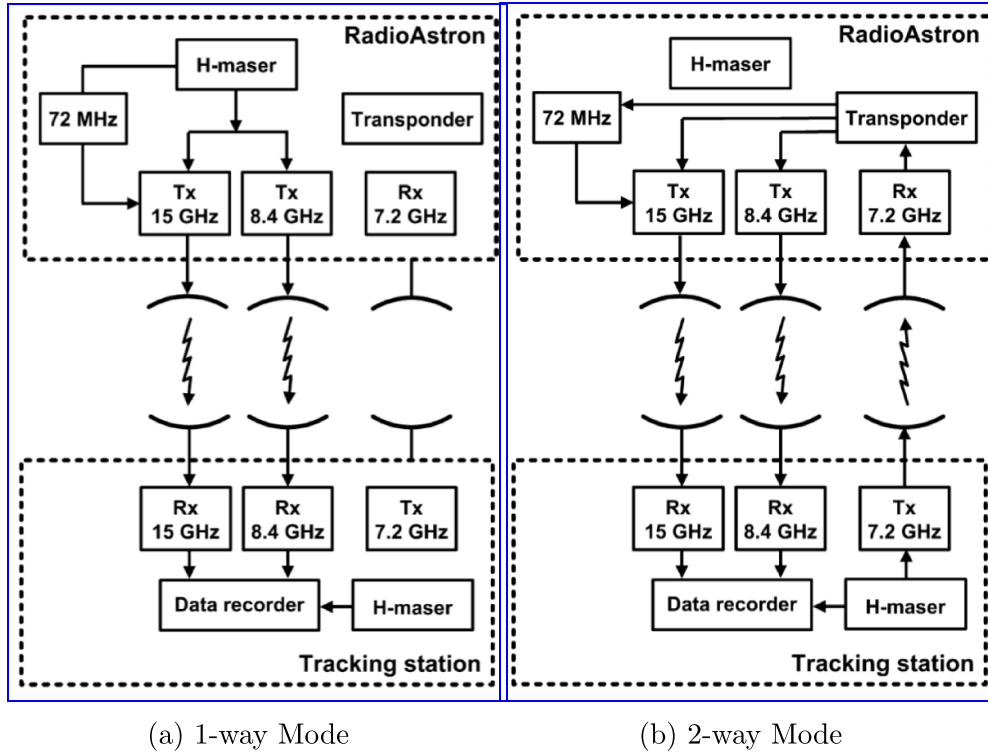 RadioAstron
H-maser
72 MHz
Transponder
Tx
15 GHz
Tx
8.4 GHz
Rx
7.2 GHz
Rx
15 GHz
Rx
8.4 GHz
Tx
7.2 GHz
Data recorder
H-maser
Tracking station
(a) 1-way Mode
RadioAstron
H-maser
72 MHz
Transponder
Tx
15 GHz
Tx
8.4 GHz
Rx
7.2 GHz
Rx
15 GHz
Rx
8.4 GHz
Tx
7.2 GHz
Data recorder
H-maser
Tracking station
(b) 2-way Mode